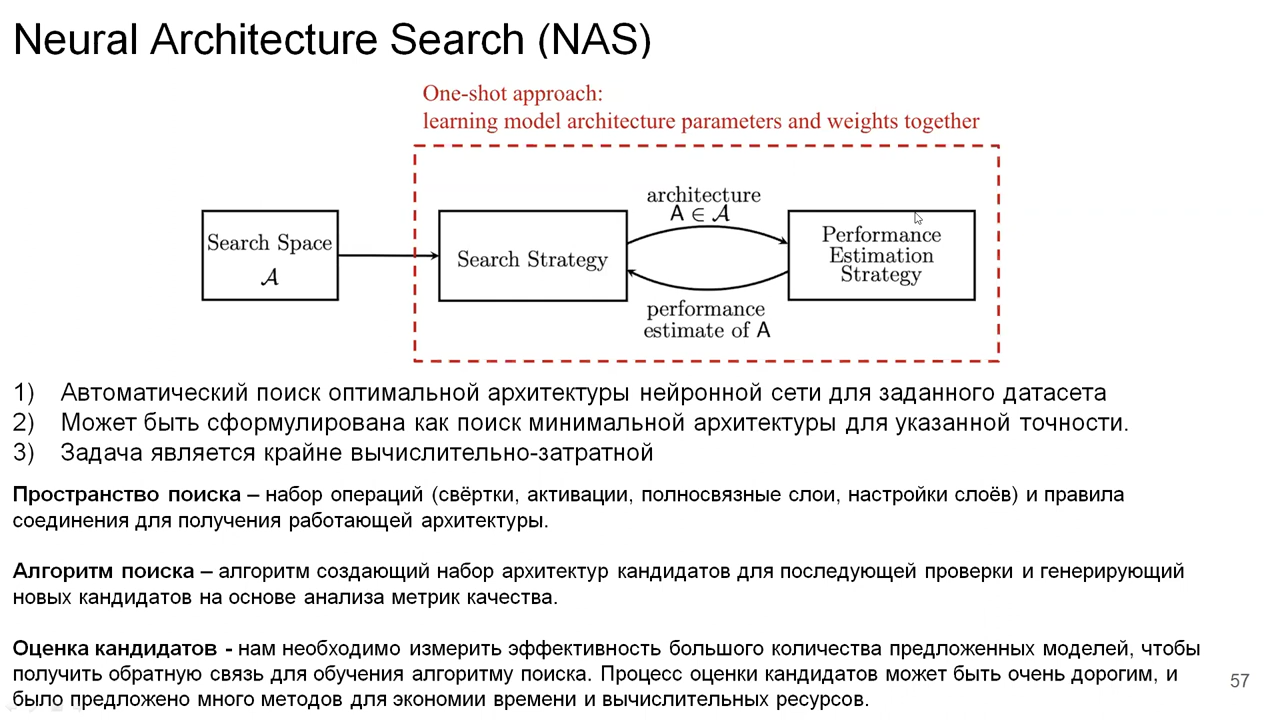 Neural Architecture Search (NAS)
One-shot approach:
learning model architecture parameters and weights together
Search Space
𝒜
Search Strategy
architecture
A ∈ 𝒜
performance
estimate of A
Performance
Estimation
Strategy
1) Автоматический поиск оптимальной архитектуры нейронной сети для заданного датасета
2) Может быть сформулирована как поиск минимальной архитектуры для указанной точности.
3) Задача является крайне вычислительно-затратной
Пространство поиска – набор операций (свёртки, активации, полносвязные слои, настройки слоёв) и правила
соединения для получения работающей архитектуры.
Алгоритм поиска – алгоритм создающий набор архитектур кандидатов для последующей проверки и генерирующий
новых кандидатов на основе анализа метрик качества.
Оценка кандидатов - нам необходимо измерить эффективность большого количества предложенных моделей, чтобы
получить обратную связь для обучения алгоритму поиска. Процесс оценки кандидатов может быть очень дорогим, и
было предложено много методов для экономии времени и вычислительных ресурсов.
57